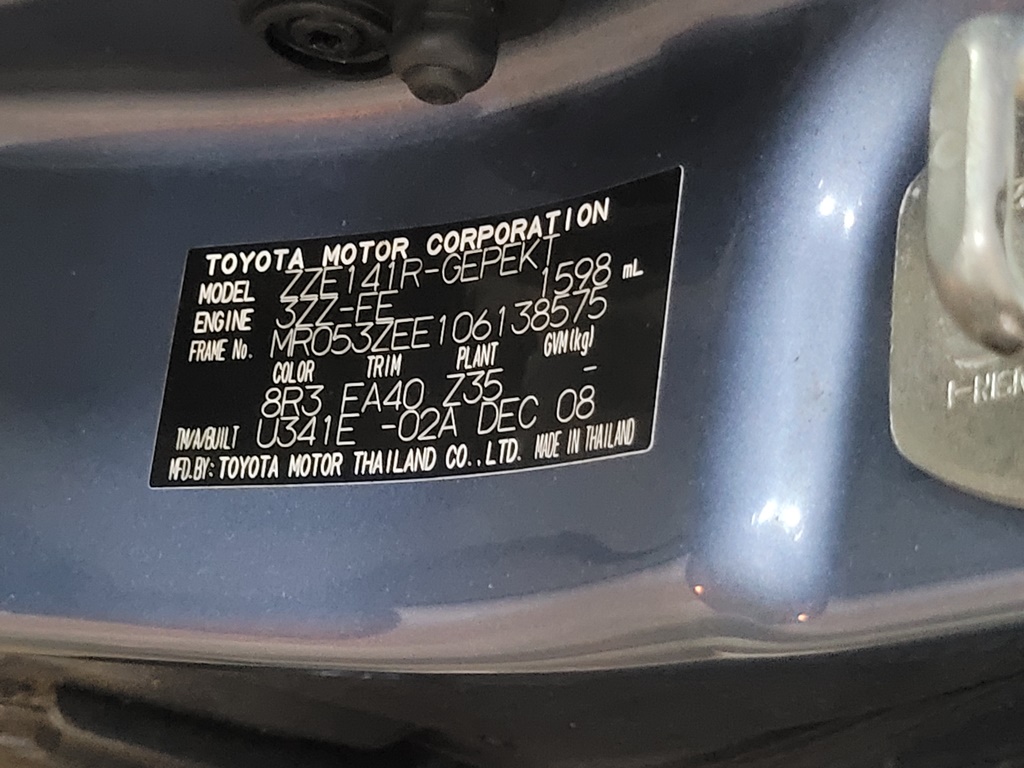 TOYOTA MOTOR CORPORATION
MODEL ZZE141R-GEPEKT
ENGINE 3ZZ-FE 1598 mL
FRAME No. MR053ZEE106138575
COLOR TRIM PLANT GVM(kg)
8R3 EA40 Z35 -
TM/A/BUILT U341E -02A DEC 08
MFD.BY: TOYOTA MOTOR THAILAND CO.,LTD. MADE IN THAILAND